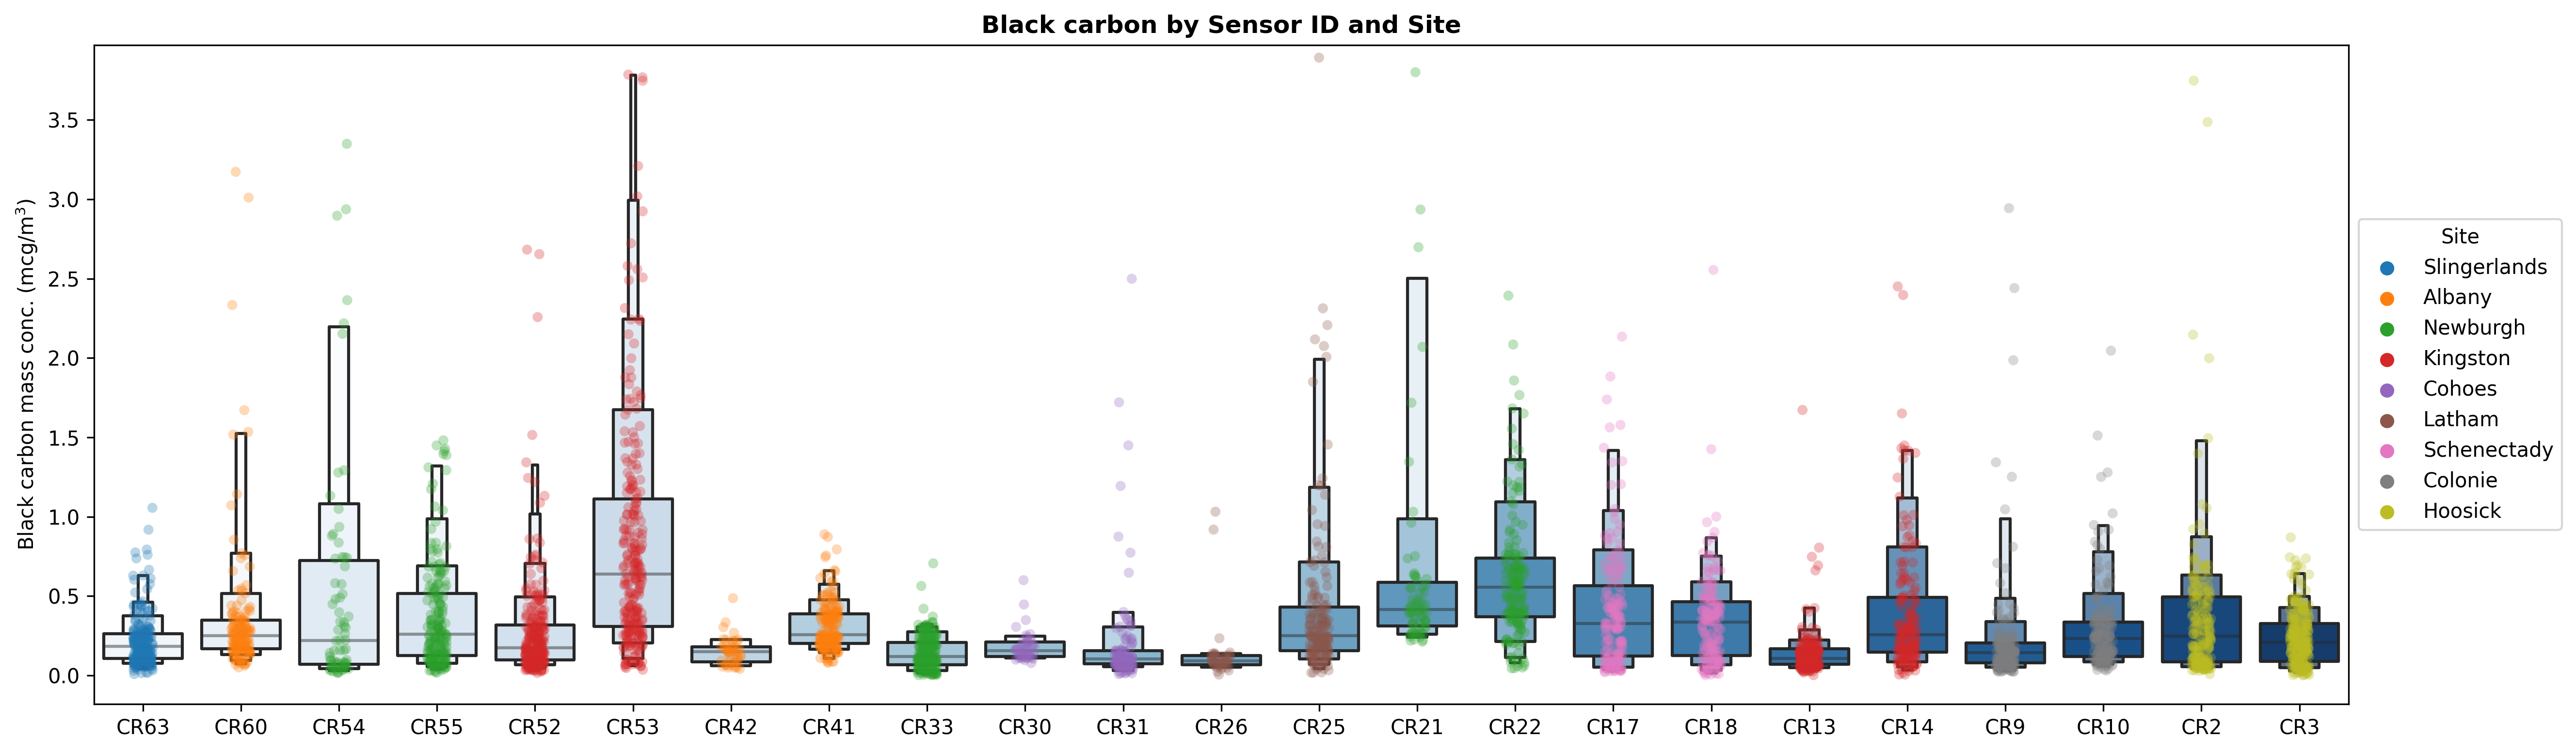 Black carbon by Sensor ID and Site
Black carbon mass conc. (mcg/m³)
3.5
3.0
2.5
2.0
1.5
1.0
0.5
0.0
CR63 CR60 CR54 CR55 CR52 CR53 CR42 CR41 CR33 CR30 CR31 CR26 CR25 CR21 CR22 CR17 CR18 CR13 CR14 CR9 CR10 CR2 CR3
Site
Slingerlands
Albany
Newburgh
Kingston
Cohoes
Latham
Schenectady
Colonie
Hoosick